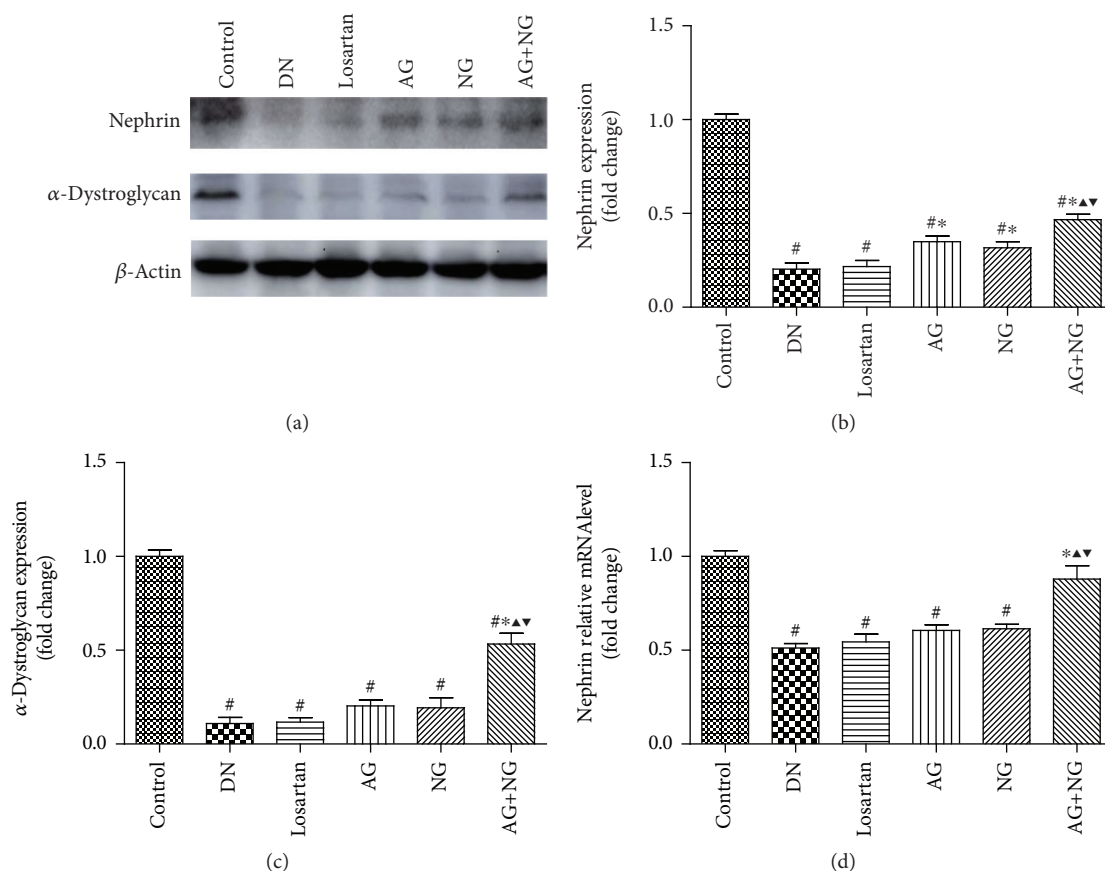 Control
DN
Losartan
AG
NG
AG+NG
Nephrin
α-Dystroglycan
β-Actin
(a)
Nephrin expression
(fold change)
1.5
1.0
0.5
0.0
#
#
#*
#*
#*▲▼
Control
DN
Losartan
AG
NG
AG+NG
(b)
α-Dystroglycan expression
(fold change)
1.5
1.0
0.5
0.0
#
#
#
#
#*▲▼
Control
DN
Losartan
AG
NG
AG+NG
(c)
Nephrin relative mRNAlevel
(fold change)
1.5
1.0
0.5
0.0
#
#
#
#
*▲▼
Control
DN
Losartan
AG
NG
AG+NG
(d)